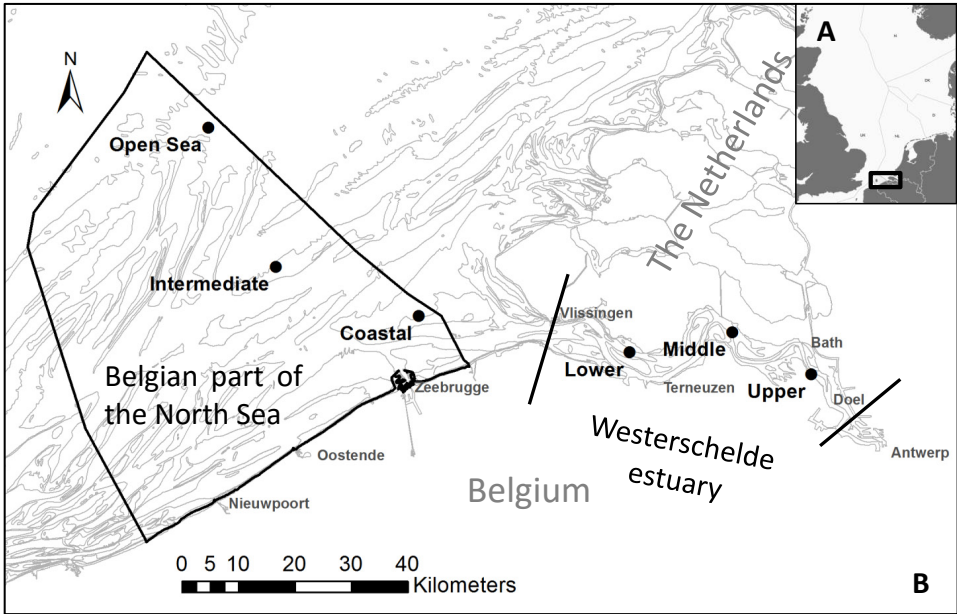 A
N
Open Sea
The Netherlands
Intermediate
Coastal
Vlissingen
Middle
Bath
Lower
Belgian part of
the North Sea
Zeebrugge
Terneuzen
Upper
Doel
Westerschelde
estuary
Antwerp
Oostende
Belgium
Nieuwpoort
0 5 10 20 30 40
Kilometers
B